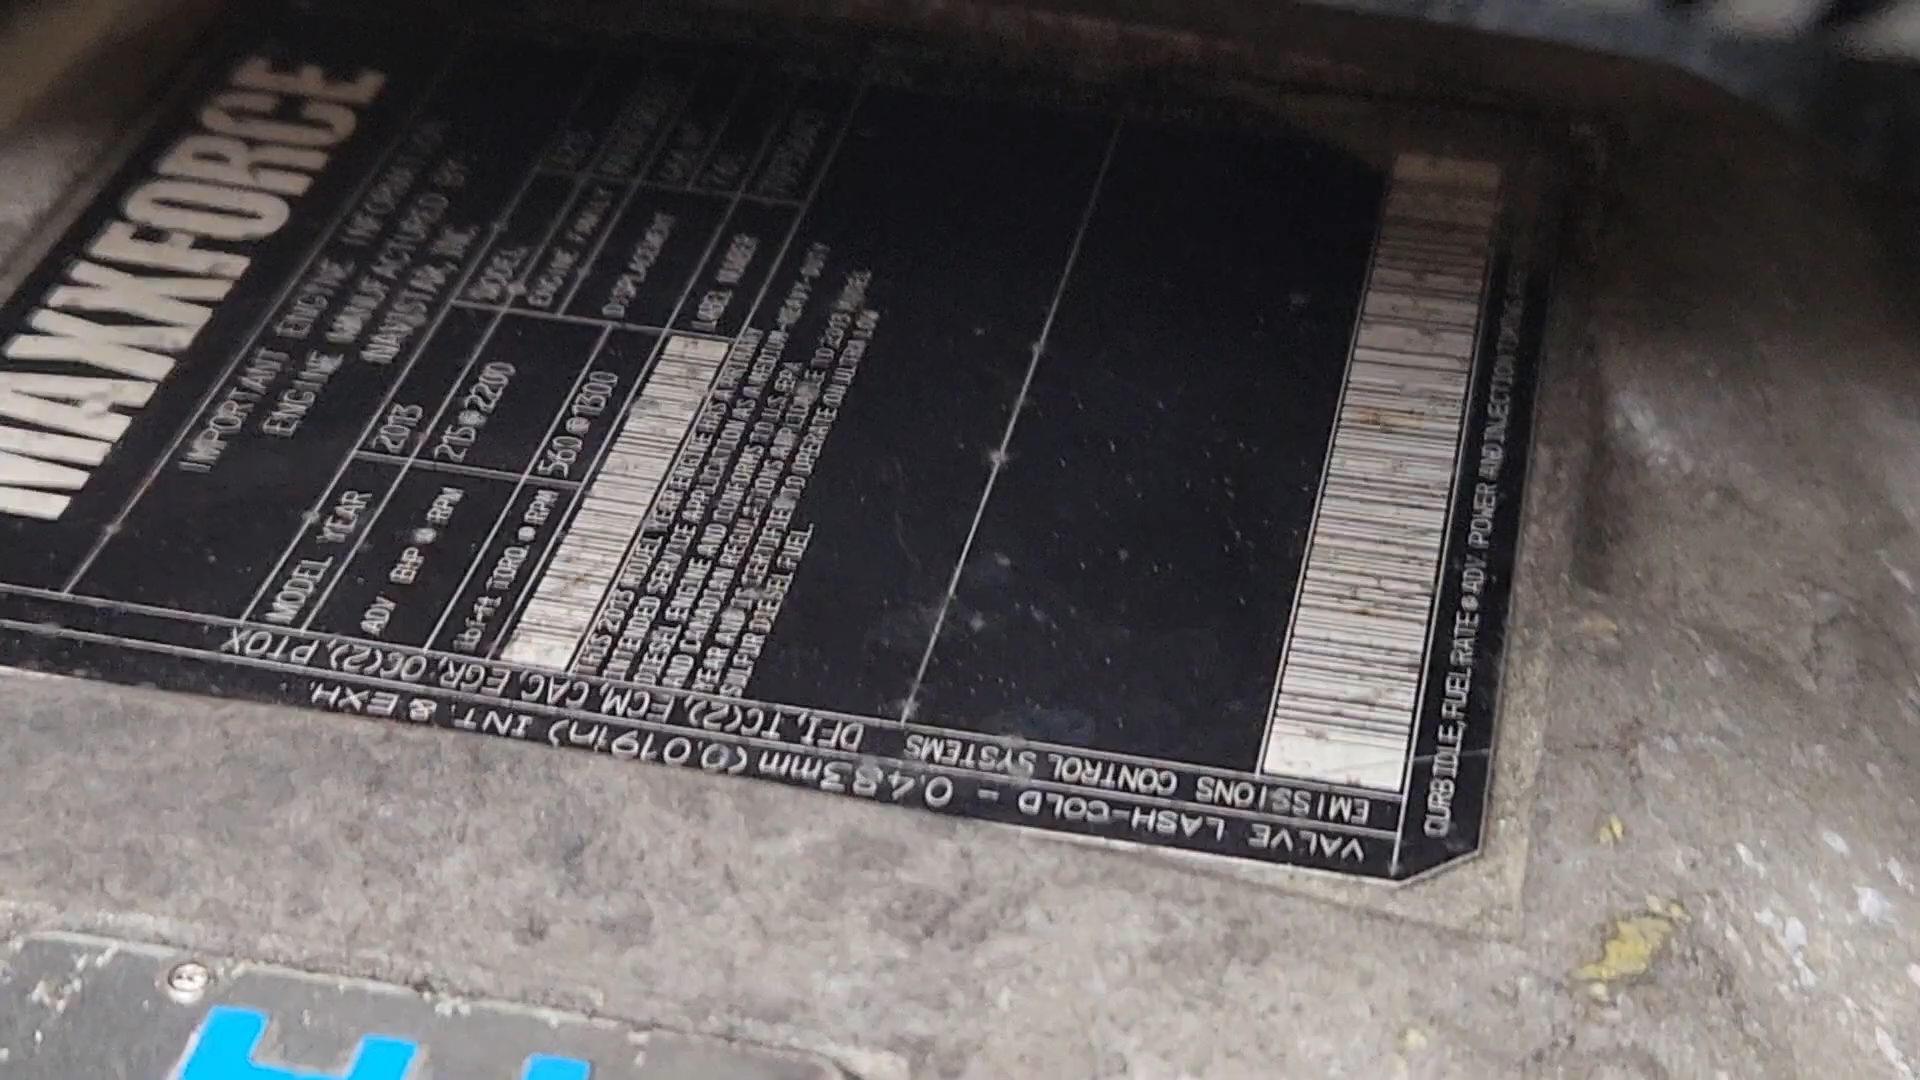 MAXXFORCE
IMPORTANT ENGINE INFORMATION
ENGINE MANUFACTURED BY
NAVISTAR, INC
MODEL YEAR 2013 MODEL
ADV BHP @ RPM 215@2200 ENGINE FAMILY
lbf-ft TORQ. @ RPM 560@1300 DISPLACEMENT
LABEL NUMBER
THIS 2013 MODEL YEAR ENGINE HAS A PRIMARY
INTENDED SERVICE APPLICATION AS A MEDIUM-HEAVY-DUTY
DIESEL ENGINE AND CONFORMS TO U.S. EPA
AND CANADIAN REGULATIONS APPLICABLE TO 2013 MODEL
YEAR AND IS CERTIFIED TO OPERATE ON ULTRA LOW
SULFUR DIESEL FUEL
CURB IDLE, FUEL RATE @ ADV. POWER AND INJECTION
EMISSIONS CONTROL SYSTEMS DFI, TC(2), ECM, CAC, EGR, OC(2), PTOX
VALVE LASH-COLD - 0.483mm (0.019in) INT. & EXH.